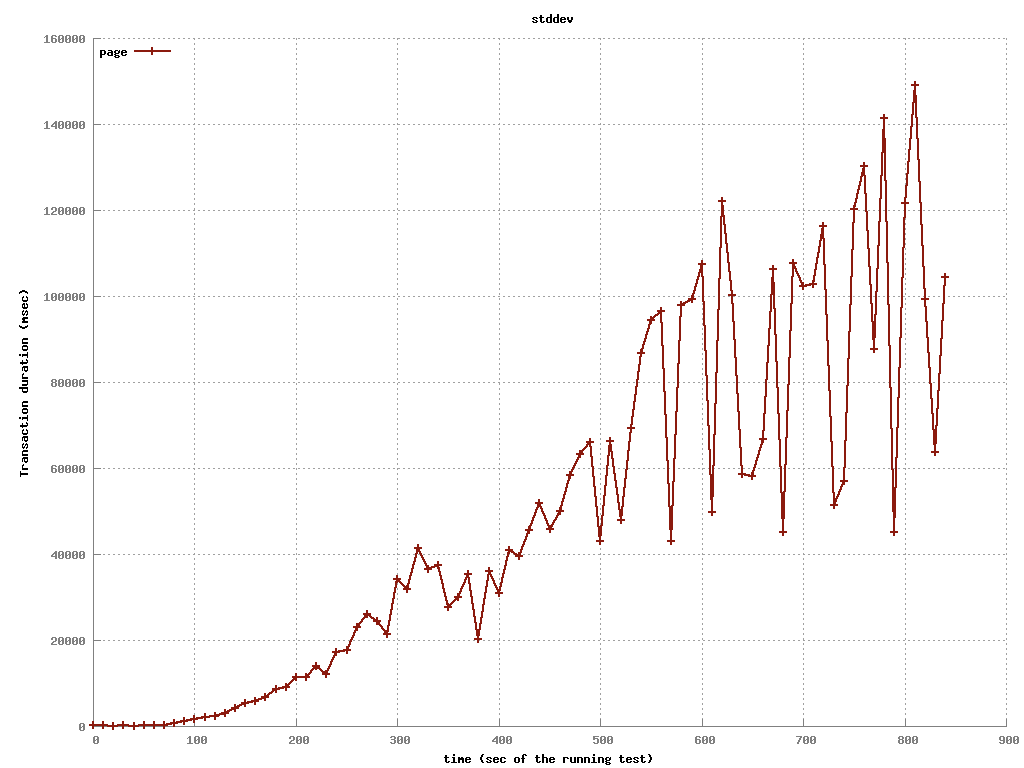 stddev
page
160000
140000
120000
100000
80000
60000
40000
20000
0
Transaction duration (msec)
0 100 200 300 400 500 600 700 800 900
time (sec of the running test)